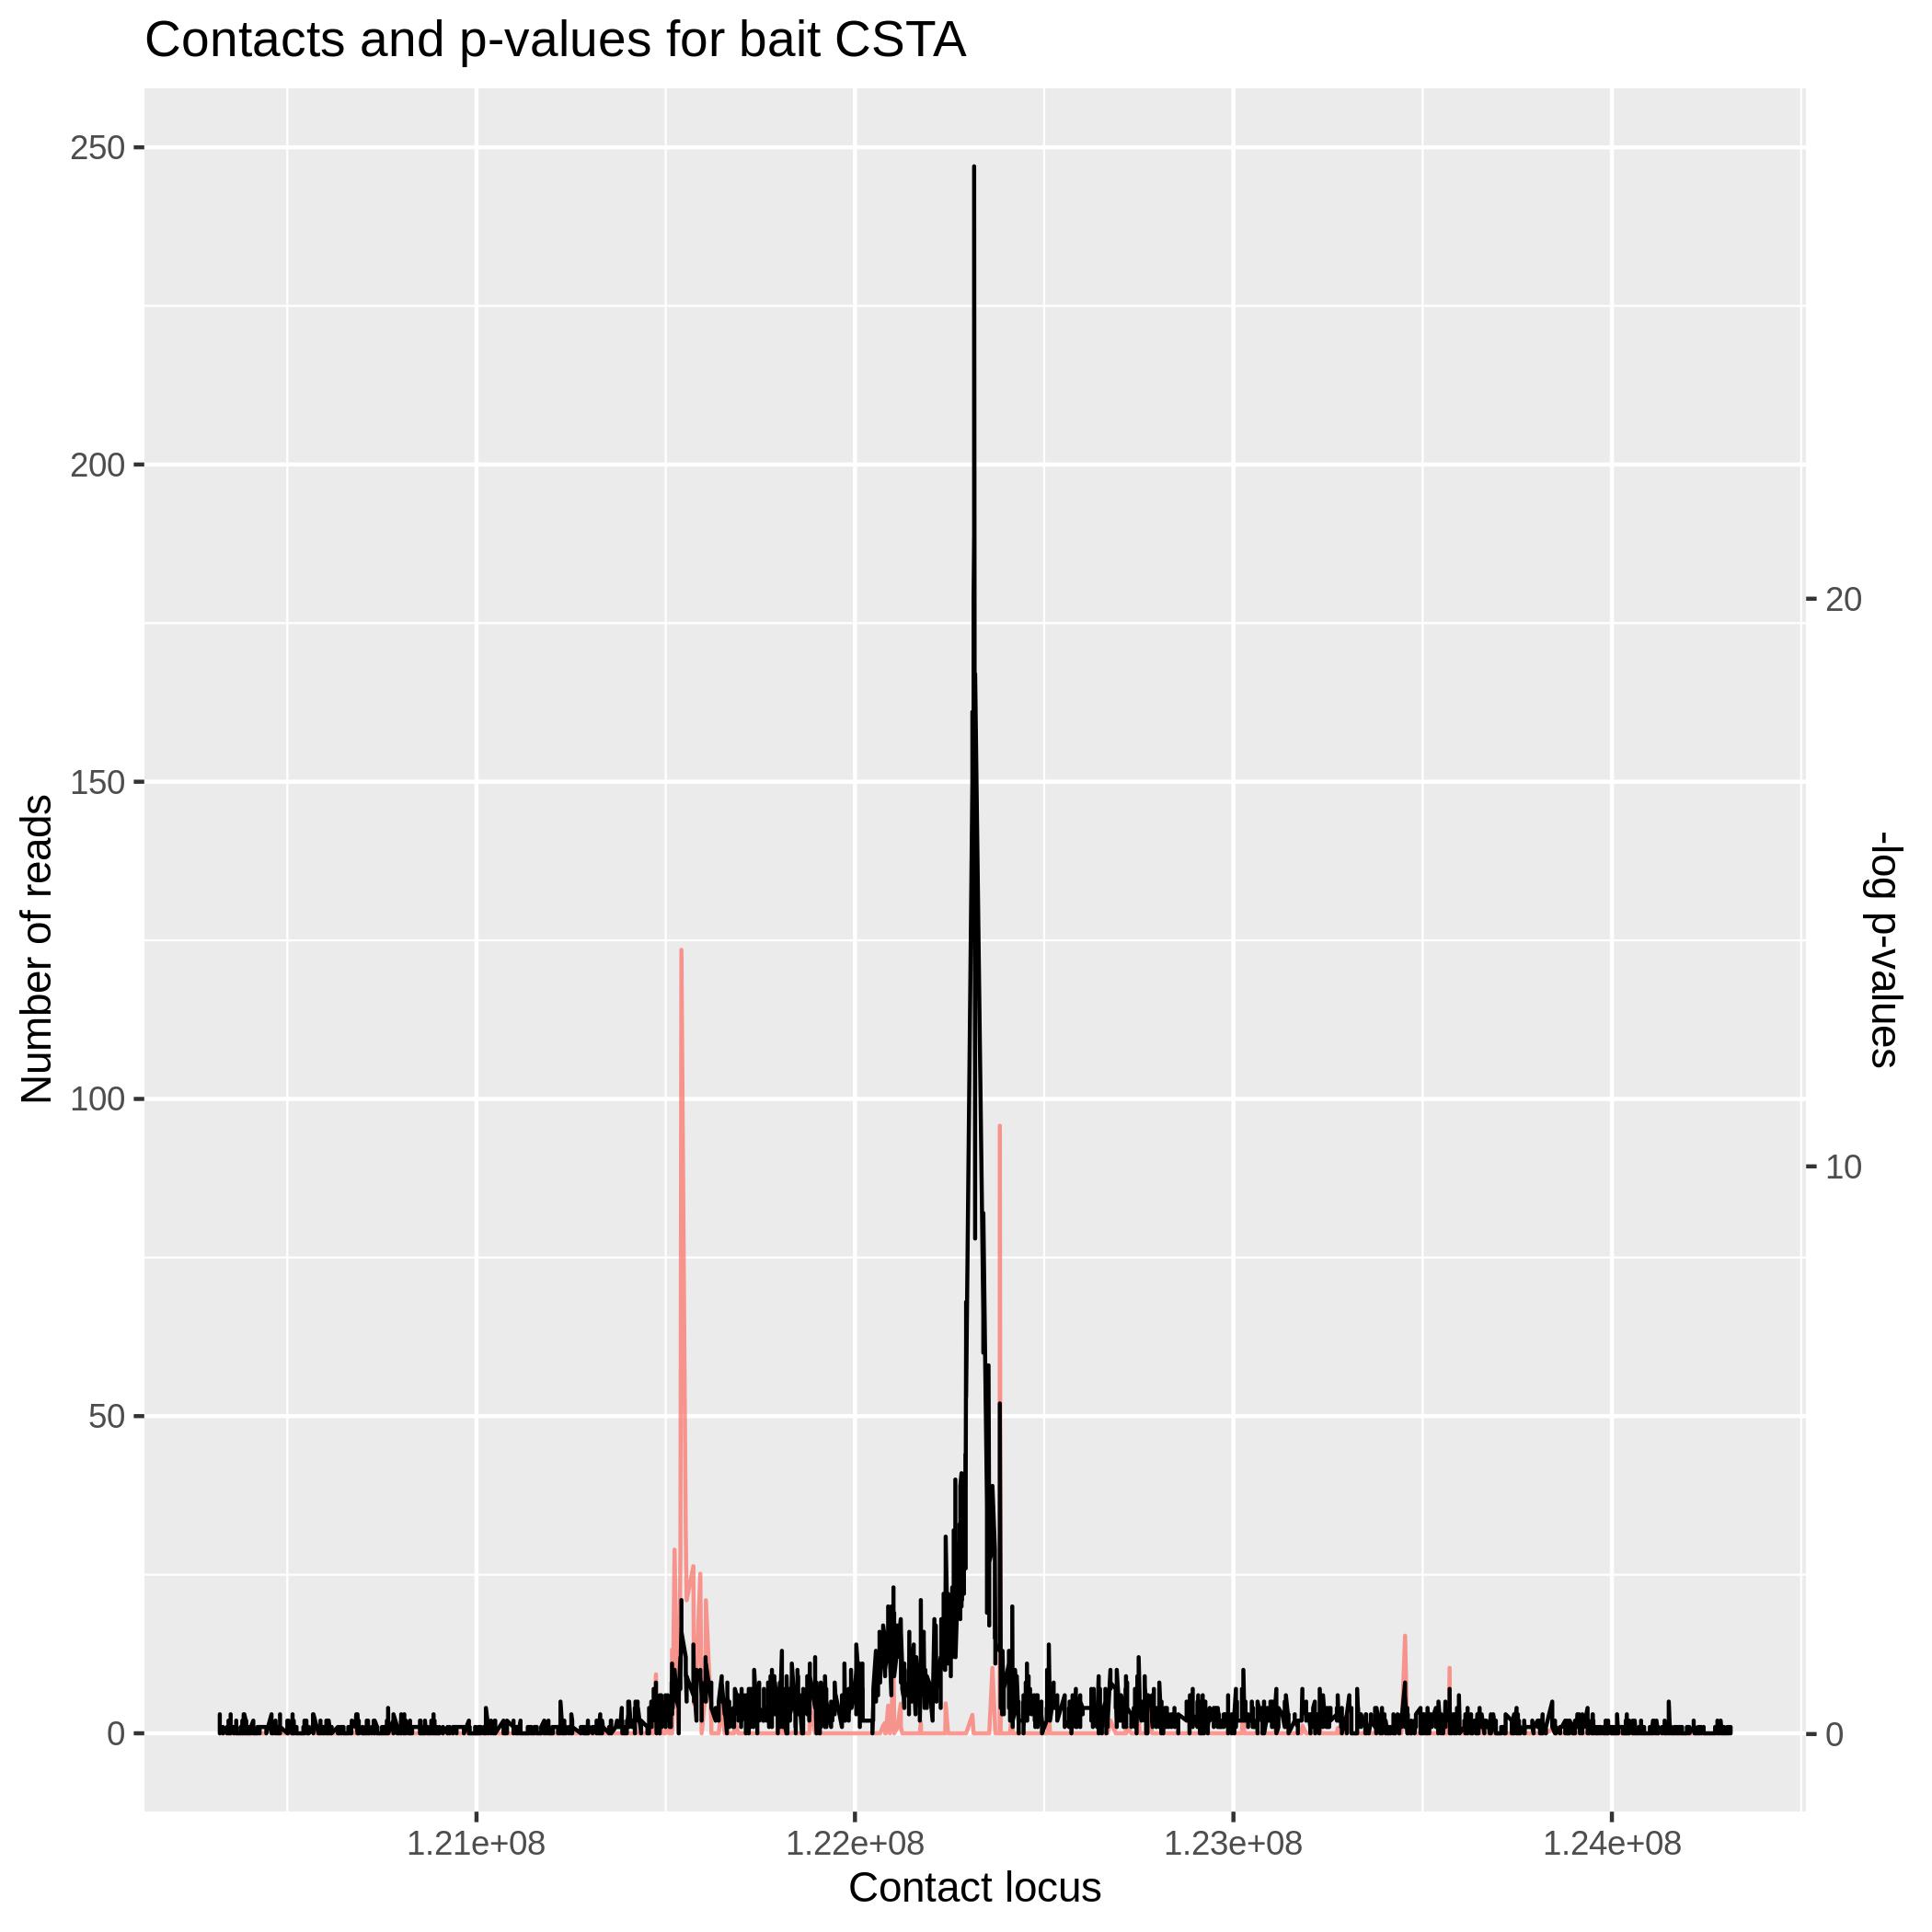 Contacts and p-values for bait CSTA
250
200
150
100
50
0
Number of reads
20
10
0
-log p-values
1.21e+08
1.22e+08
1.23e+08
1.24e+08
Contact locus